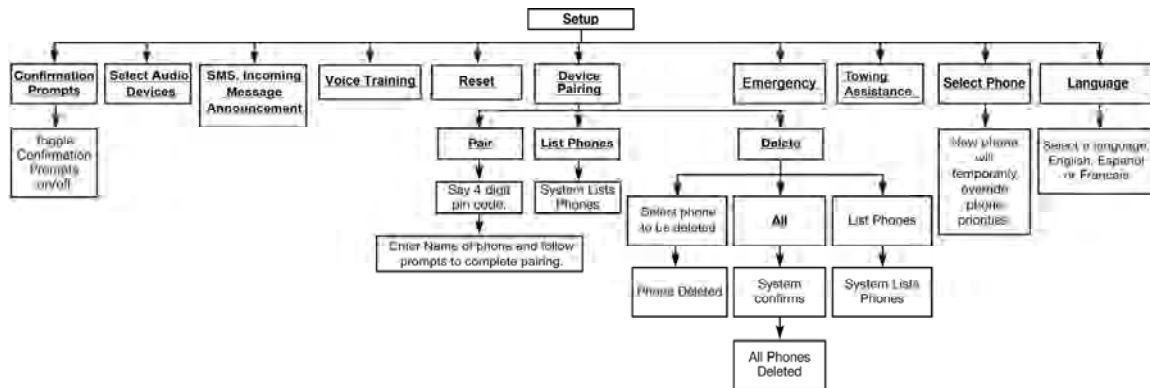 Setup
Confirmation
Prompts
Select Audio
Devices
SMS, Incoming
Message
Announcement
Voice Training
Reset
Device
Pairing
Emergency
Towing
Assistance
Select Phone
Language
Toggle
Confirmation
Prompts
on/off
Pair
List Phones
Delete
New phone
will
temporarily
override
phone
priorities.
Select a language,
English, Español
or Francais
Say 4 digit
pin code.
System Lists
Phones
Enter Name of phone and follow
prompts to complete pairing.
Select phone
to be deleted
All
List Phones
Phone Deleted
System
confirms
System Lists
Phones
All Phones
Deleted